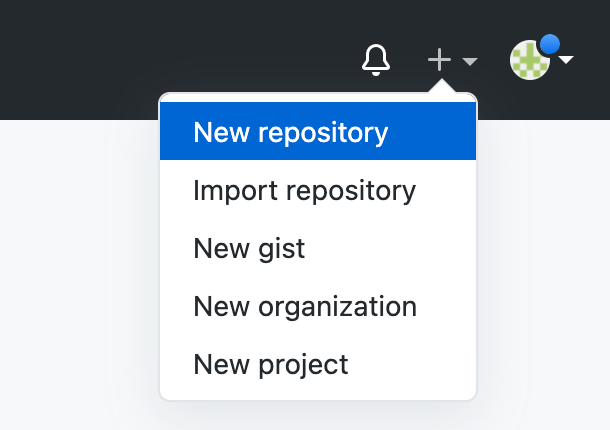 New repository
Import repository
New gist
New organization
New project